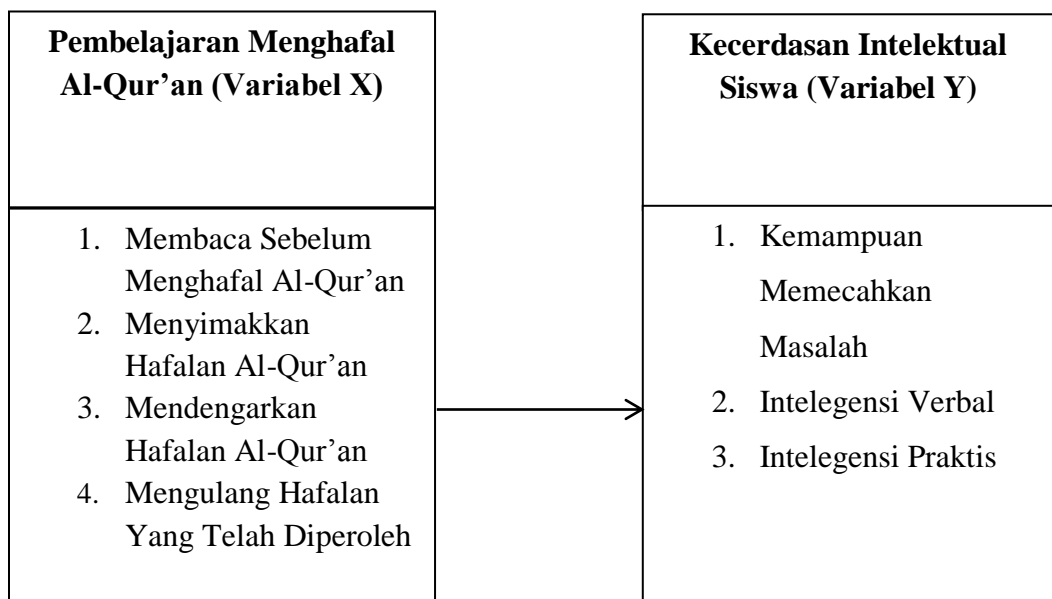 Pembelajaran Menghafal
Al-Qur’an (Variabel X)
1. Membaca Sebelum
Menghafal Al-Qur’an
2. Menyimakkan
Hafalan Al-Qur’an
3. Mendengarkan
Hafalan Al-Qur’an
4. Mengulang Hafalan
Yang Telah Diperoleh
Kecerdasan Intelektual
Siswa (Variabel Y)
1. Kemampuan
Memecahkan
Masalah
2. Intelegensi Verbal
3. Intelegensi Praktis